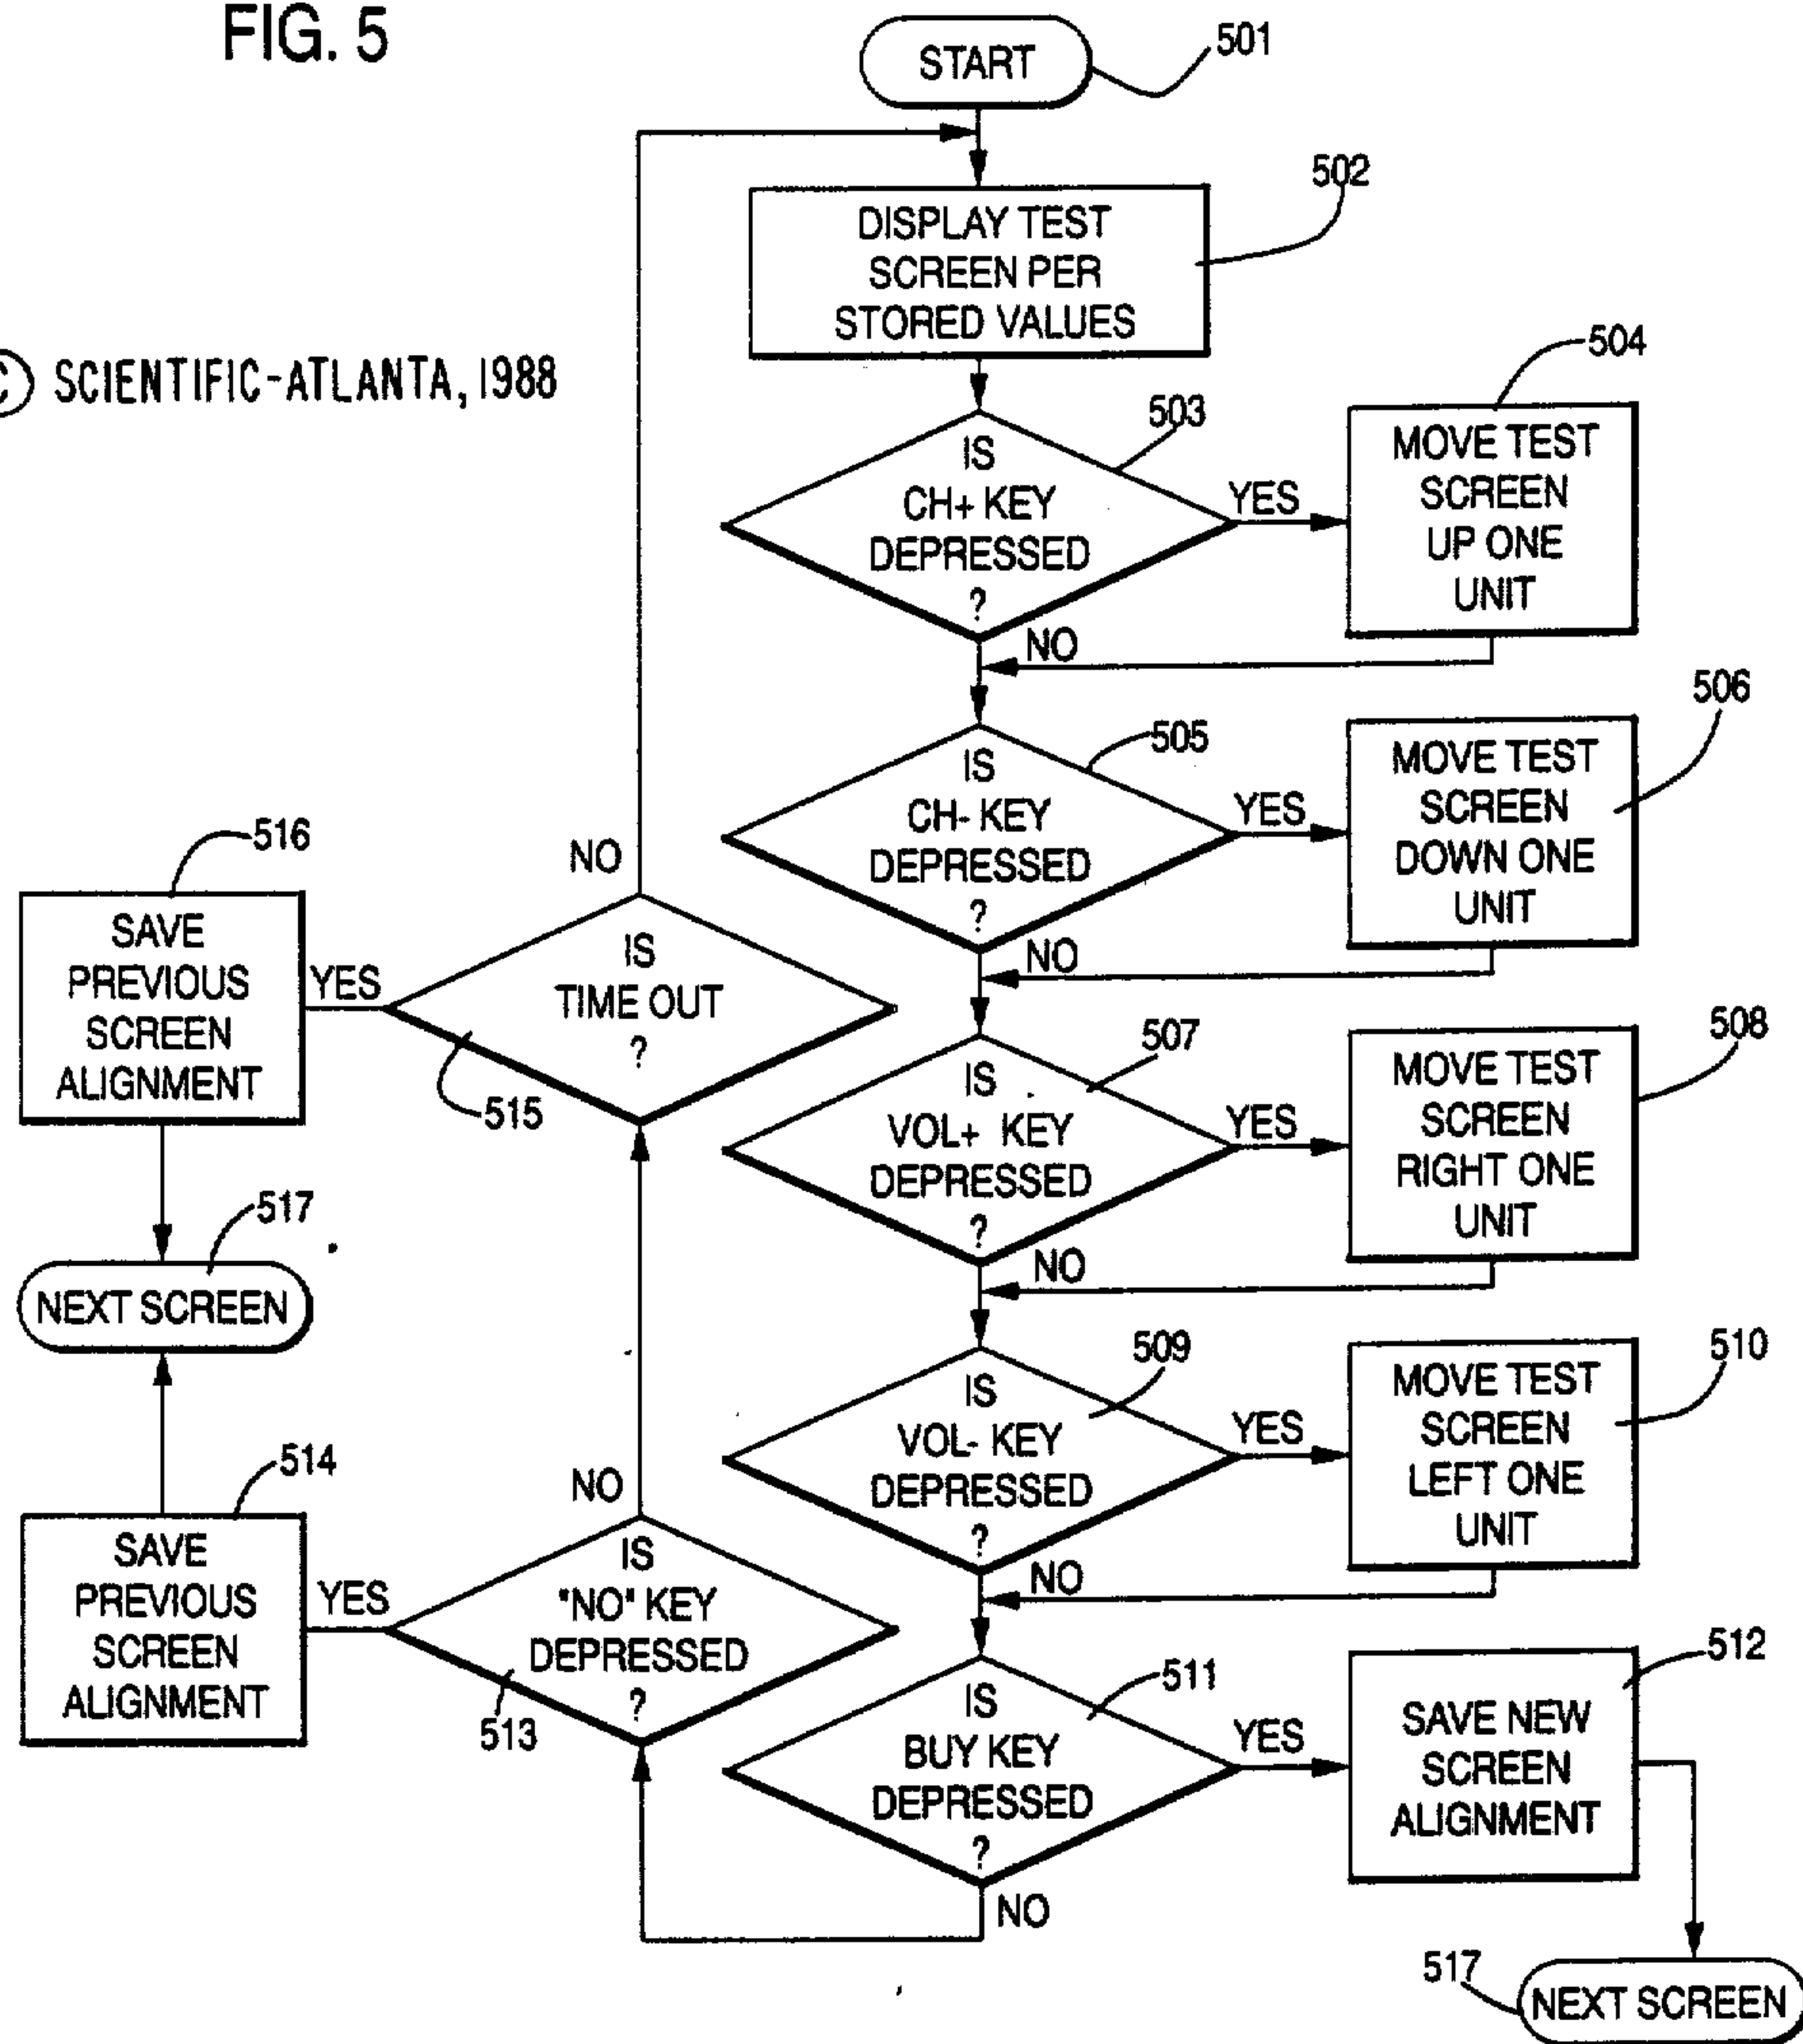 FIG. 5
START
501
DISPLAY TEST
SCREEN PER
STORED VALUES
502
© SCIENTIFIC-ATLANTA, 1988
IS
CH+ KEY
DEPRESSED
?
503
YES
NO
MOVE TEST
SCREEN
UP ONE
UNIT
504
IS
CH- KEY
DEPRESSED
?
505
YES
NO
MOVE TEST
SCREEN
DOWN ONE
UNIT
506
IS
VOL+ KEY
DEPRESSED
?
507
YES
NO
MOVE TEST
SCREEN
RIGHT ONE
UNIT
508
IS
VOL- KEY
DEPRESSED
?
509
YES
NO
MOVE TEST
SCREEN
LEFT ONE
UNIT
510
IS
BUY KEY
DEPRESSED
?
511
YES
NO
SAVE NEW
SCREEN
ALIGNMENT
512
517
NEXT SCREEN
IS
"NO" KEY
DEPRESSED
?
513
YES
NO
SAVE
PREVIOUS
SCREEN
ALIGNMENT
514
IS
TIME OUT
?
515
YES
NO
SAVE
PREVIOUS
SCREEN
ALIGNMENT
516
517
NEXT SCREEN